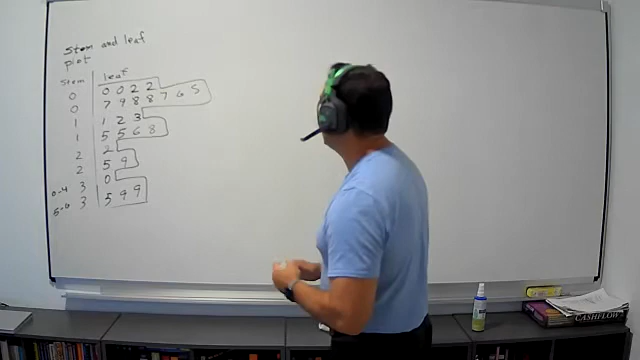 stem and leaf
plot
stem leaf
0 0 0 2 2
0 7 9 8 8 7 6 5
1 1 2 3
1 5 5 6 8
2 2
2 5 9
0-4 3 0
3 5 9 9
CASHFLOW